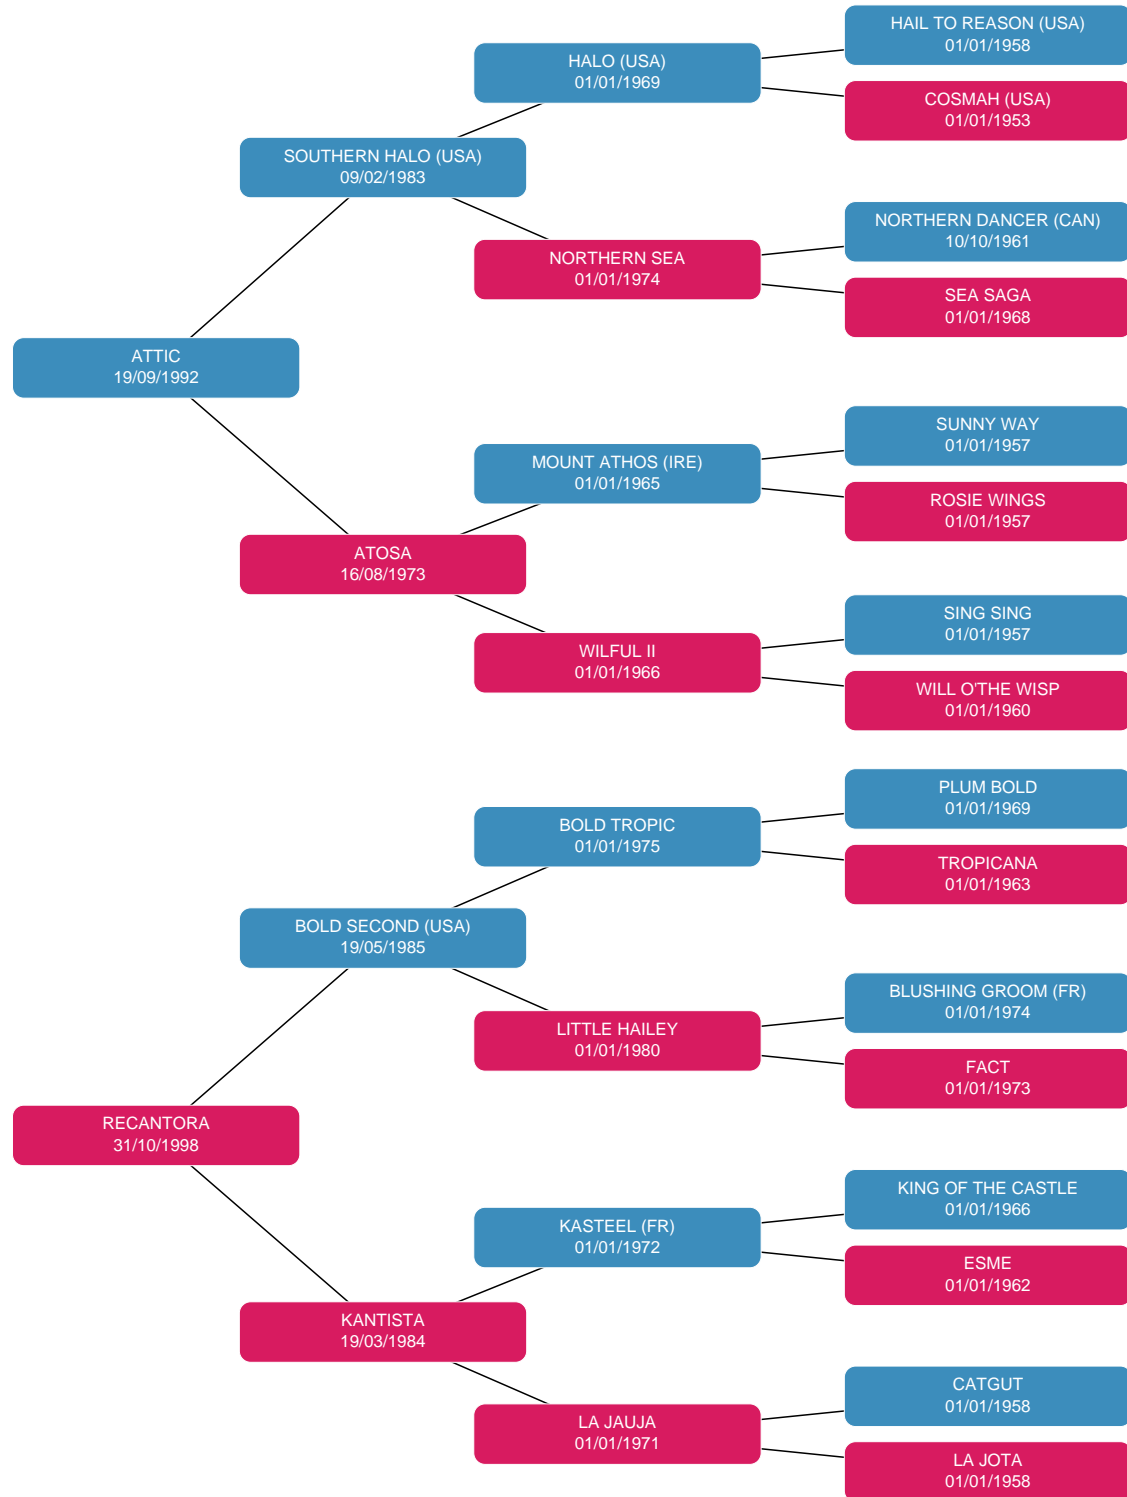 HAIL TO REASON (USA)
01/01/1958
HALO (USA)
01/01/1969
COSMAH (USA)
01/01/1953
SOUTHERN HALO (USA)
09/02/1983
NORTHERN DANCER (CAN)
10/10/1961
NORTHERN SEA
01/01/1974
SEA SAGA
01/01/1968
ATTIC
19/09/1992
SUNNY WAY
01/01/1957
MOUNT ATHOS (IRE)
01/01/1965
ROSIE WINGS
01/01/1957
ATOSA
16/08/1973
SING SING
01/01/1957
WILFUL II
01/01/1966
WILL O'THE WISP
01/01/1960
PLUM BOLD
01/01/1969
BOLD TROPIC
01/01/1975
TROPICANA
01/01/1963
BOLD SECOND (USA)
19/05/1985
BLUSHING GROOM (FR)
01/01/1974
LITTLE HAILEY
01/01/1980
FACT
01/01/1973
RECANTORA
31/10/1998
KING OF THE CASTLE
01/01/1966
KASTEEL (FR)
01/01/1972
ESME
01/01/1962
KANTISTA
19/03/1984
CATGUT
01/01/1958
LA JAUJA
01/01/1971
LA JOTA
01/01/1958